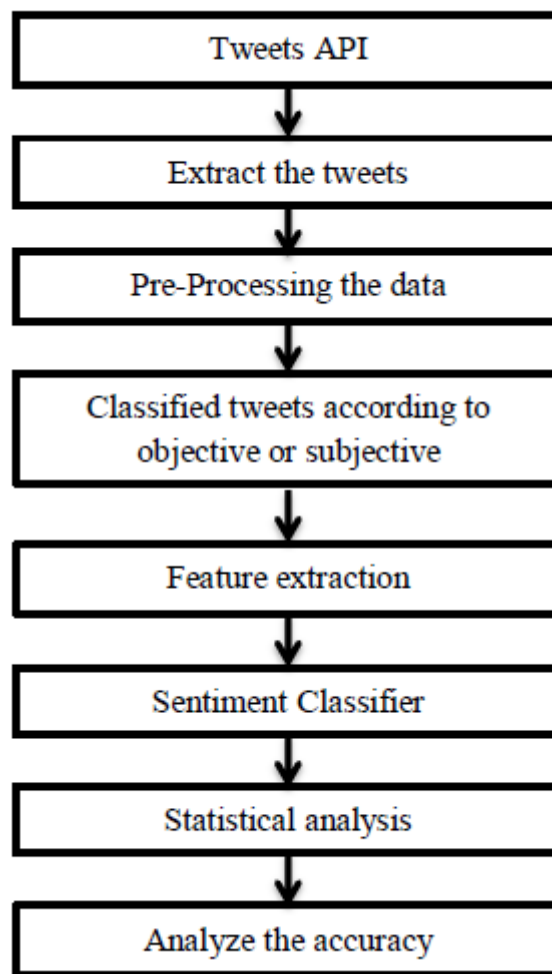 Tweets API
Extract the tweets
Pre-Processing the data
Classified tweets according to
objective or subjective
Feature extraction
Sentiment Classifier
Statistical analysis
Analyze the accuracy